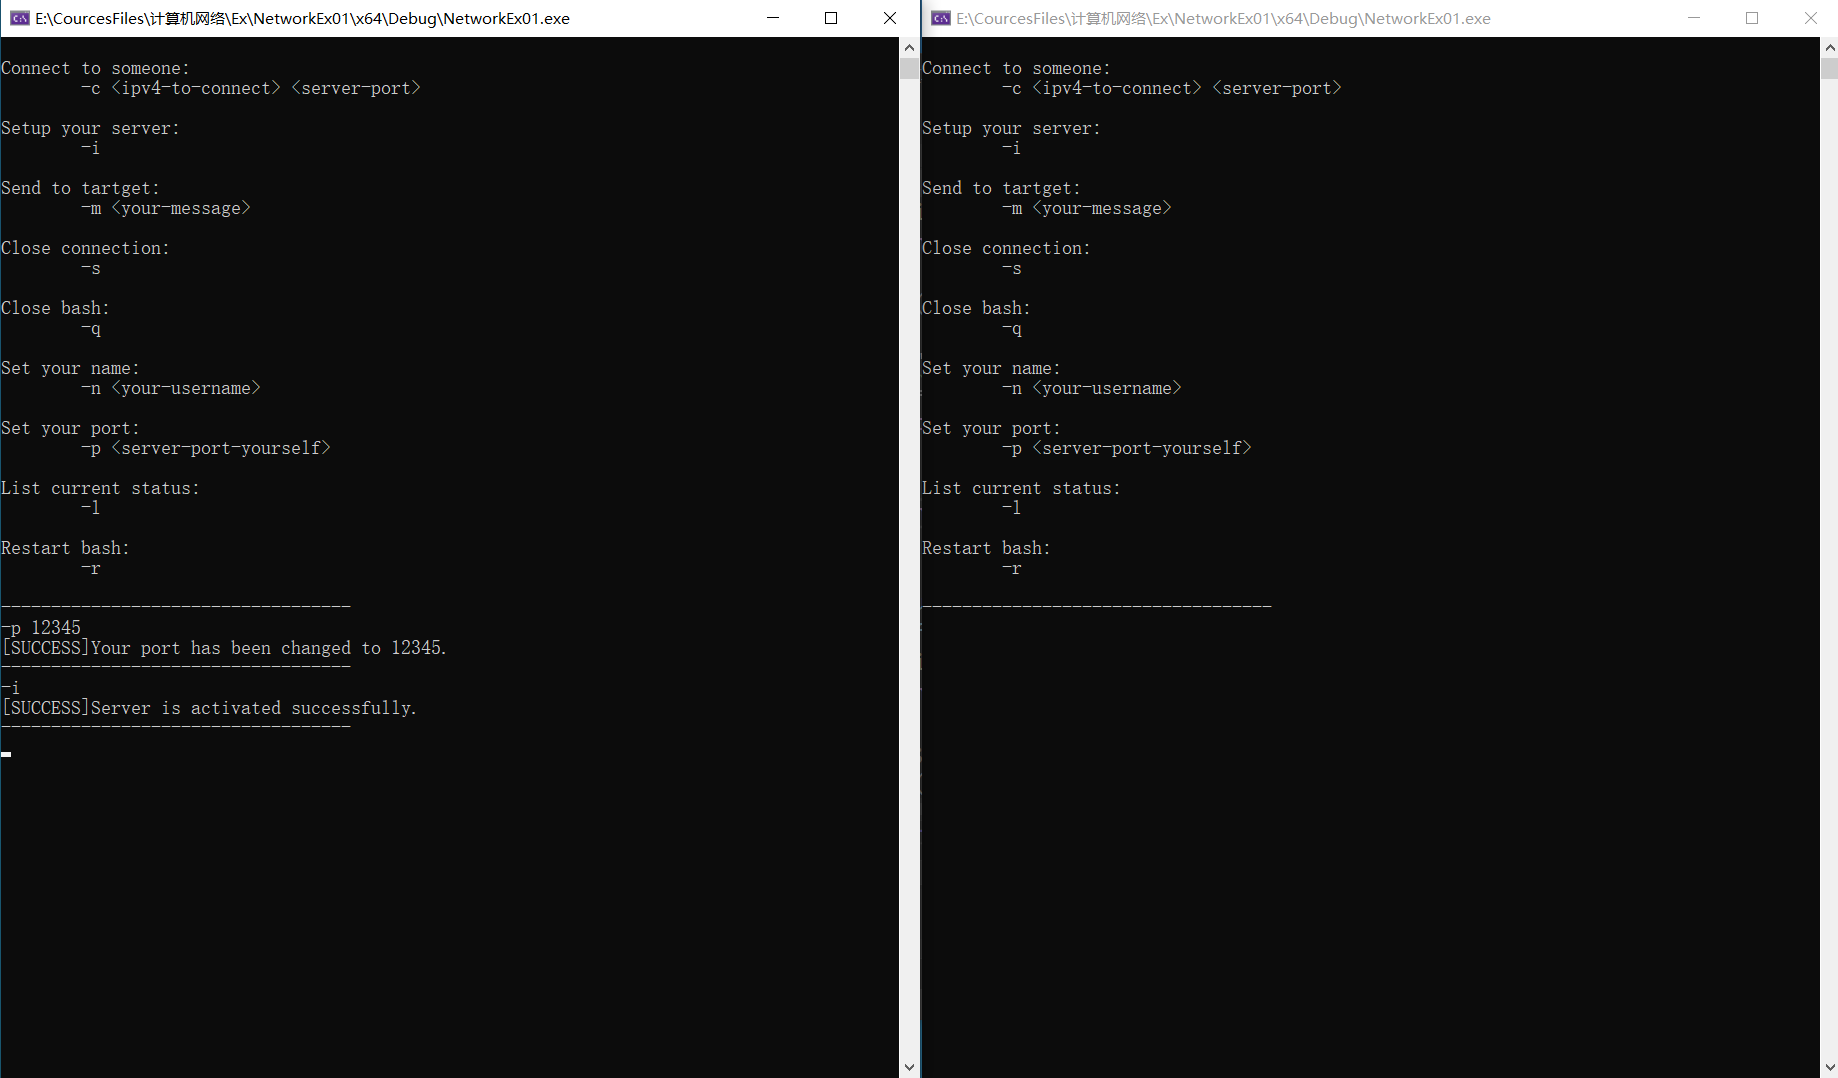 E:\CourcesFiles\计算机网络\Ex\NetworkEx01\x64\Debug\NetworkEx01.exe
Connect to someone:
-c <ipv4-to-connect> <server-port>
Setup your server:
-i
Send to tartget:
-m <your-message>
Close connection:
-s
Close bash:
-q
Set your name:
-n <your-username>
Set your port:
-p <server-port-yourself>
List current status:
-l
Restart bash:
-r
-----------------------------------
-p 12345
[SUCCESS]Your port has been changed to 12345.
-----------------------------------
-i
[SUCCESS]Server is activated successfully.
-----------------------------------
E:\CourcesFiles\计算机网络\Ex\NetworkEx01\x64\Debug\NetworkEx01.exe
Connect to someone:
-c <ipv4-to-connect> <server-port>
Setup your server:
-i
Send to tartget:
-m <your-message>
Close connection:
-s
Close bash:
-q
Set your name:
-n <your-username>
Set your port:
-p <server-port-yourself>
List current status:
-l
Restart bash:
-r
-----------------------------------